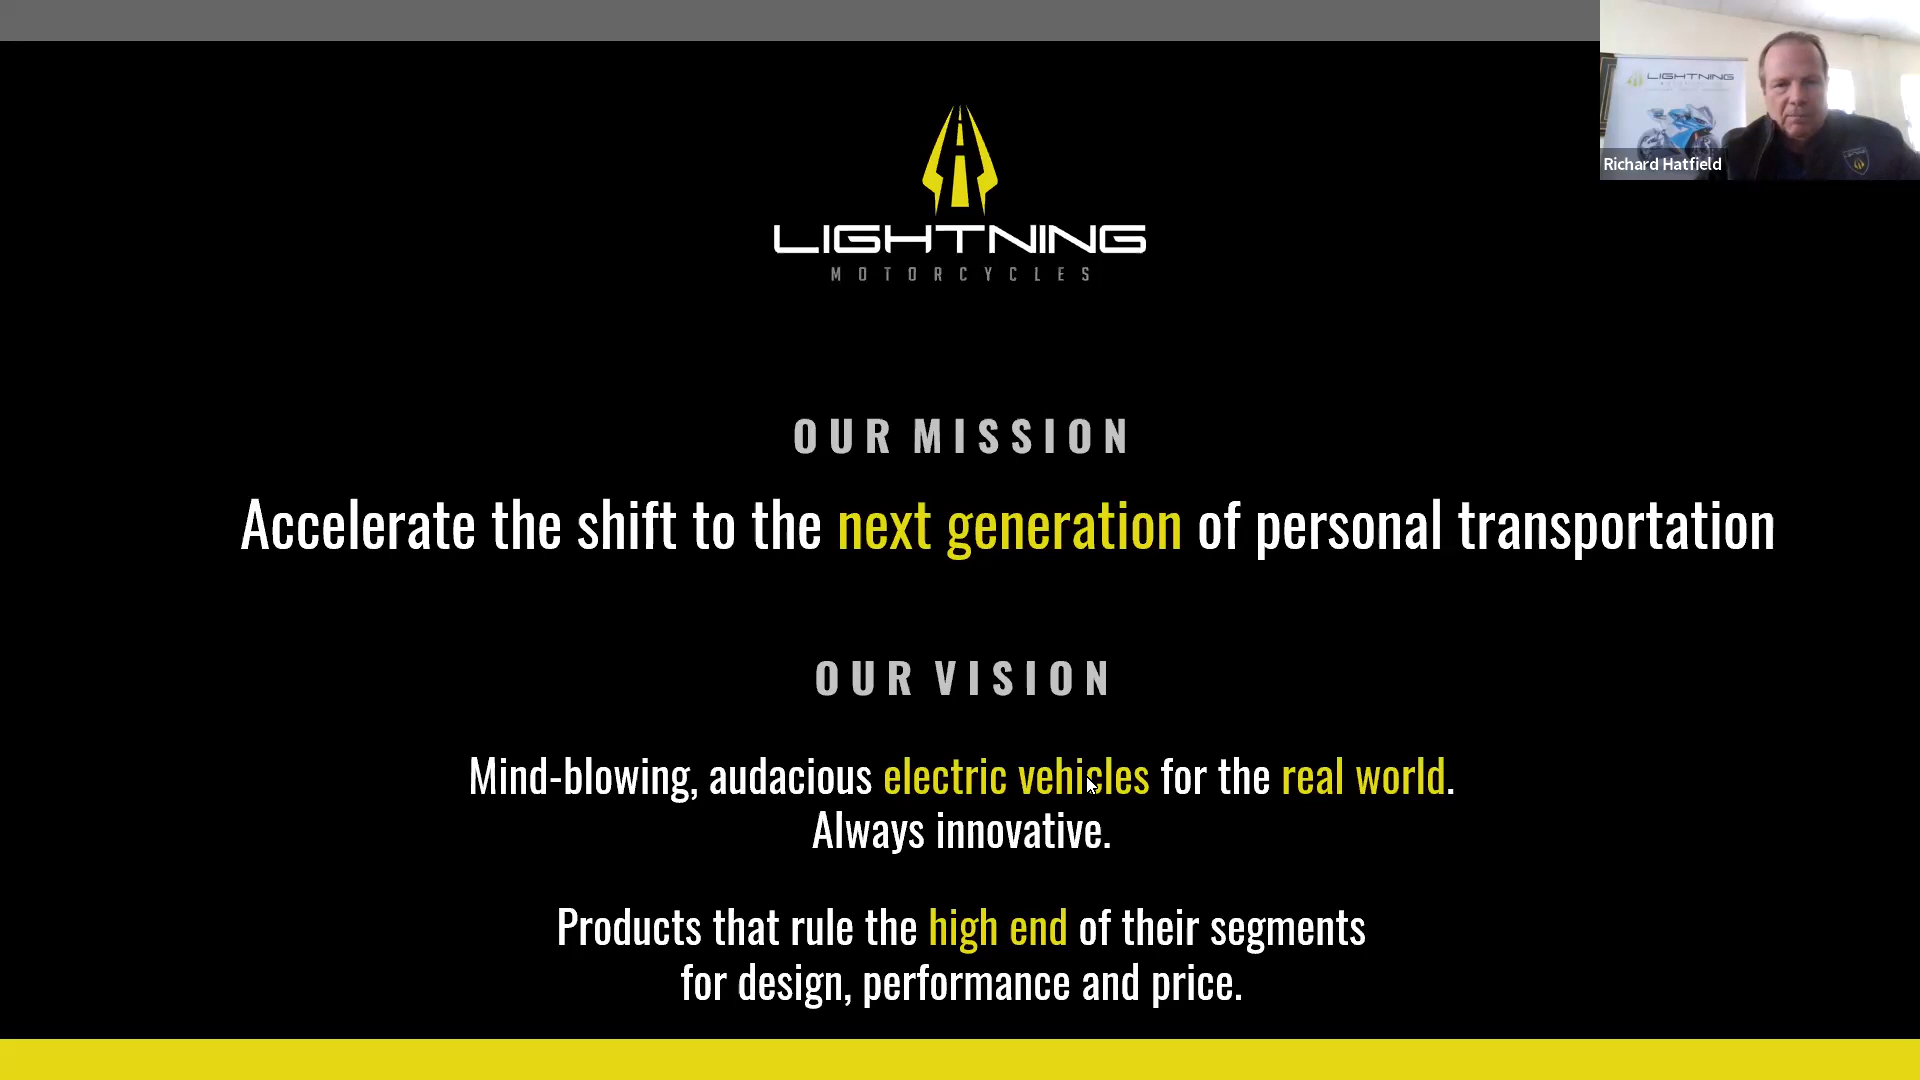 LIGHTNING
MOTORCYCLES
LIGHTNING
Richard Hatfield
OUR MISSION
Accelerate the shift to the next generation of personal transportation
OUR VISION
Mind-blowing, audacious electric vehicles for the real world.
Always innovative.
Products that rule the high end of their segments
for design, performance and price.